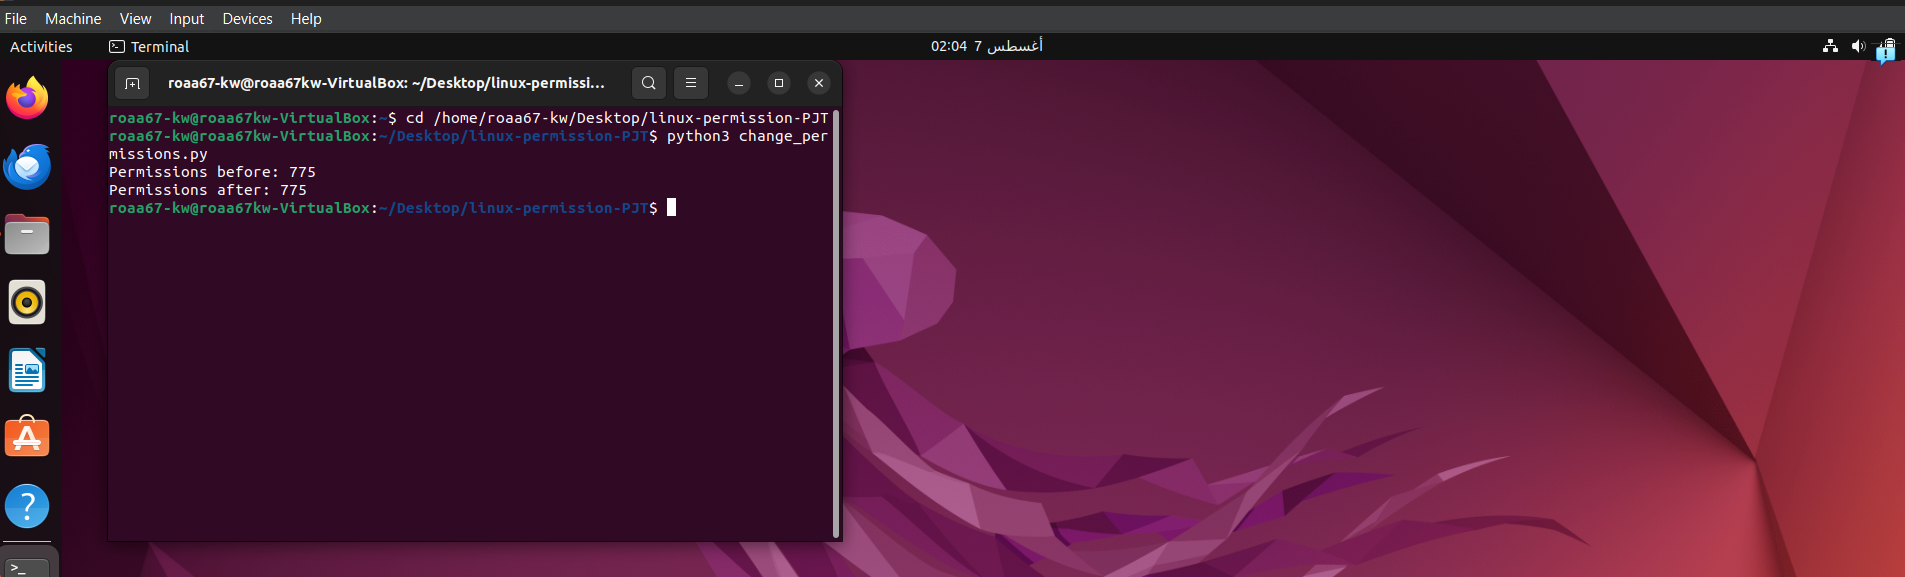 File Machine View Input Devices Help
Activities Terminal 02:04 7 أغسطس
roaa67-kw@roaa67kw-VirtualBox: ~/Desktop/linux-permissi...
roaa67-kw@roaa67kw-VirtualBox:~$ cd /home/roaa67-kw/Desktop/linux-permission-PJT
roaa67-kw@roaa67kw-VirtualBox:~/Desktop/linux-permission-PJT$ python3 change_per
missions.py
Permissions before: 775
Permissions after: 775
roaa67-kw@roaa67kw-VirtualBox:~/Desktop/linux-permission-PJT$